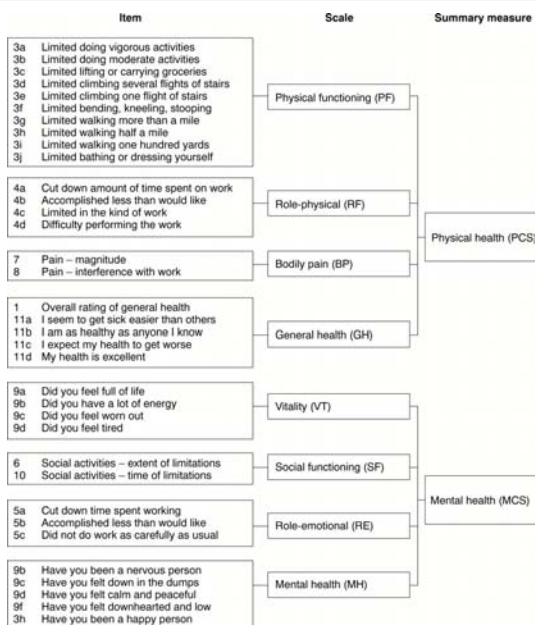 Item Scale Summary measure
3a Limited doing vigorous activities
3b Limited doing moderate activities
3c Limited lifting or carrying groceries
3d Limited climbing several flights of stairs
3e Limited climbing one flight of stairs
3f Limited bending, kneeling, stooping
3g Limited walking more than a mile
3h Limited walking half a mile
3i Limited walking one hundred yards
3j Limited bathing or dressing yourself
Physical functioning (PF)
4a Cut down amount of time spent on work
4b Accomplished less than would like
4c Limited in the kind of work
4d Difficulty performing the work
Role-physical (RF)
7 Pain – magnitude
8 Pain – interference with work
Bodily pain (BP)
1 Overall rating of general health
11a I seem to get sick easier than others
11b I am as healthy as anyone I know
11c I expect my health to get worse
11d My health is excellent
General health (GH)
Physical health (PCS)
9a Did you feel full of life
9b Did you have a lot of energy
9c Did you feel worn out
9d Did you feel tired
Vitality (VT)
6 Social activities – extent of limitations
10 Social activities – time of limitations
Social functioning (SF)
5a Cut down time spent working
5b Accomplished less than would like
5c Did not do work as carefully as usual
Role-emotional (RE)
9b Have you been a nervous person
9c Have you felt down in the dumps
9d Have you felt calm and peaceful
9f Have you felt downhearted and low
3h Have you been a happy person
Mental health (MH)
Mental health (MCS)